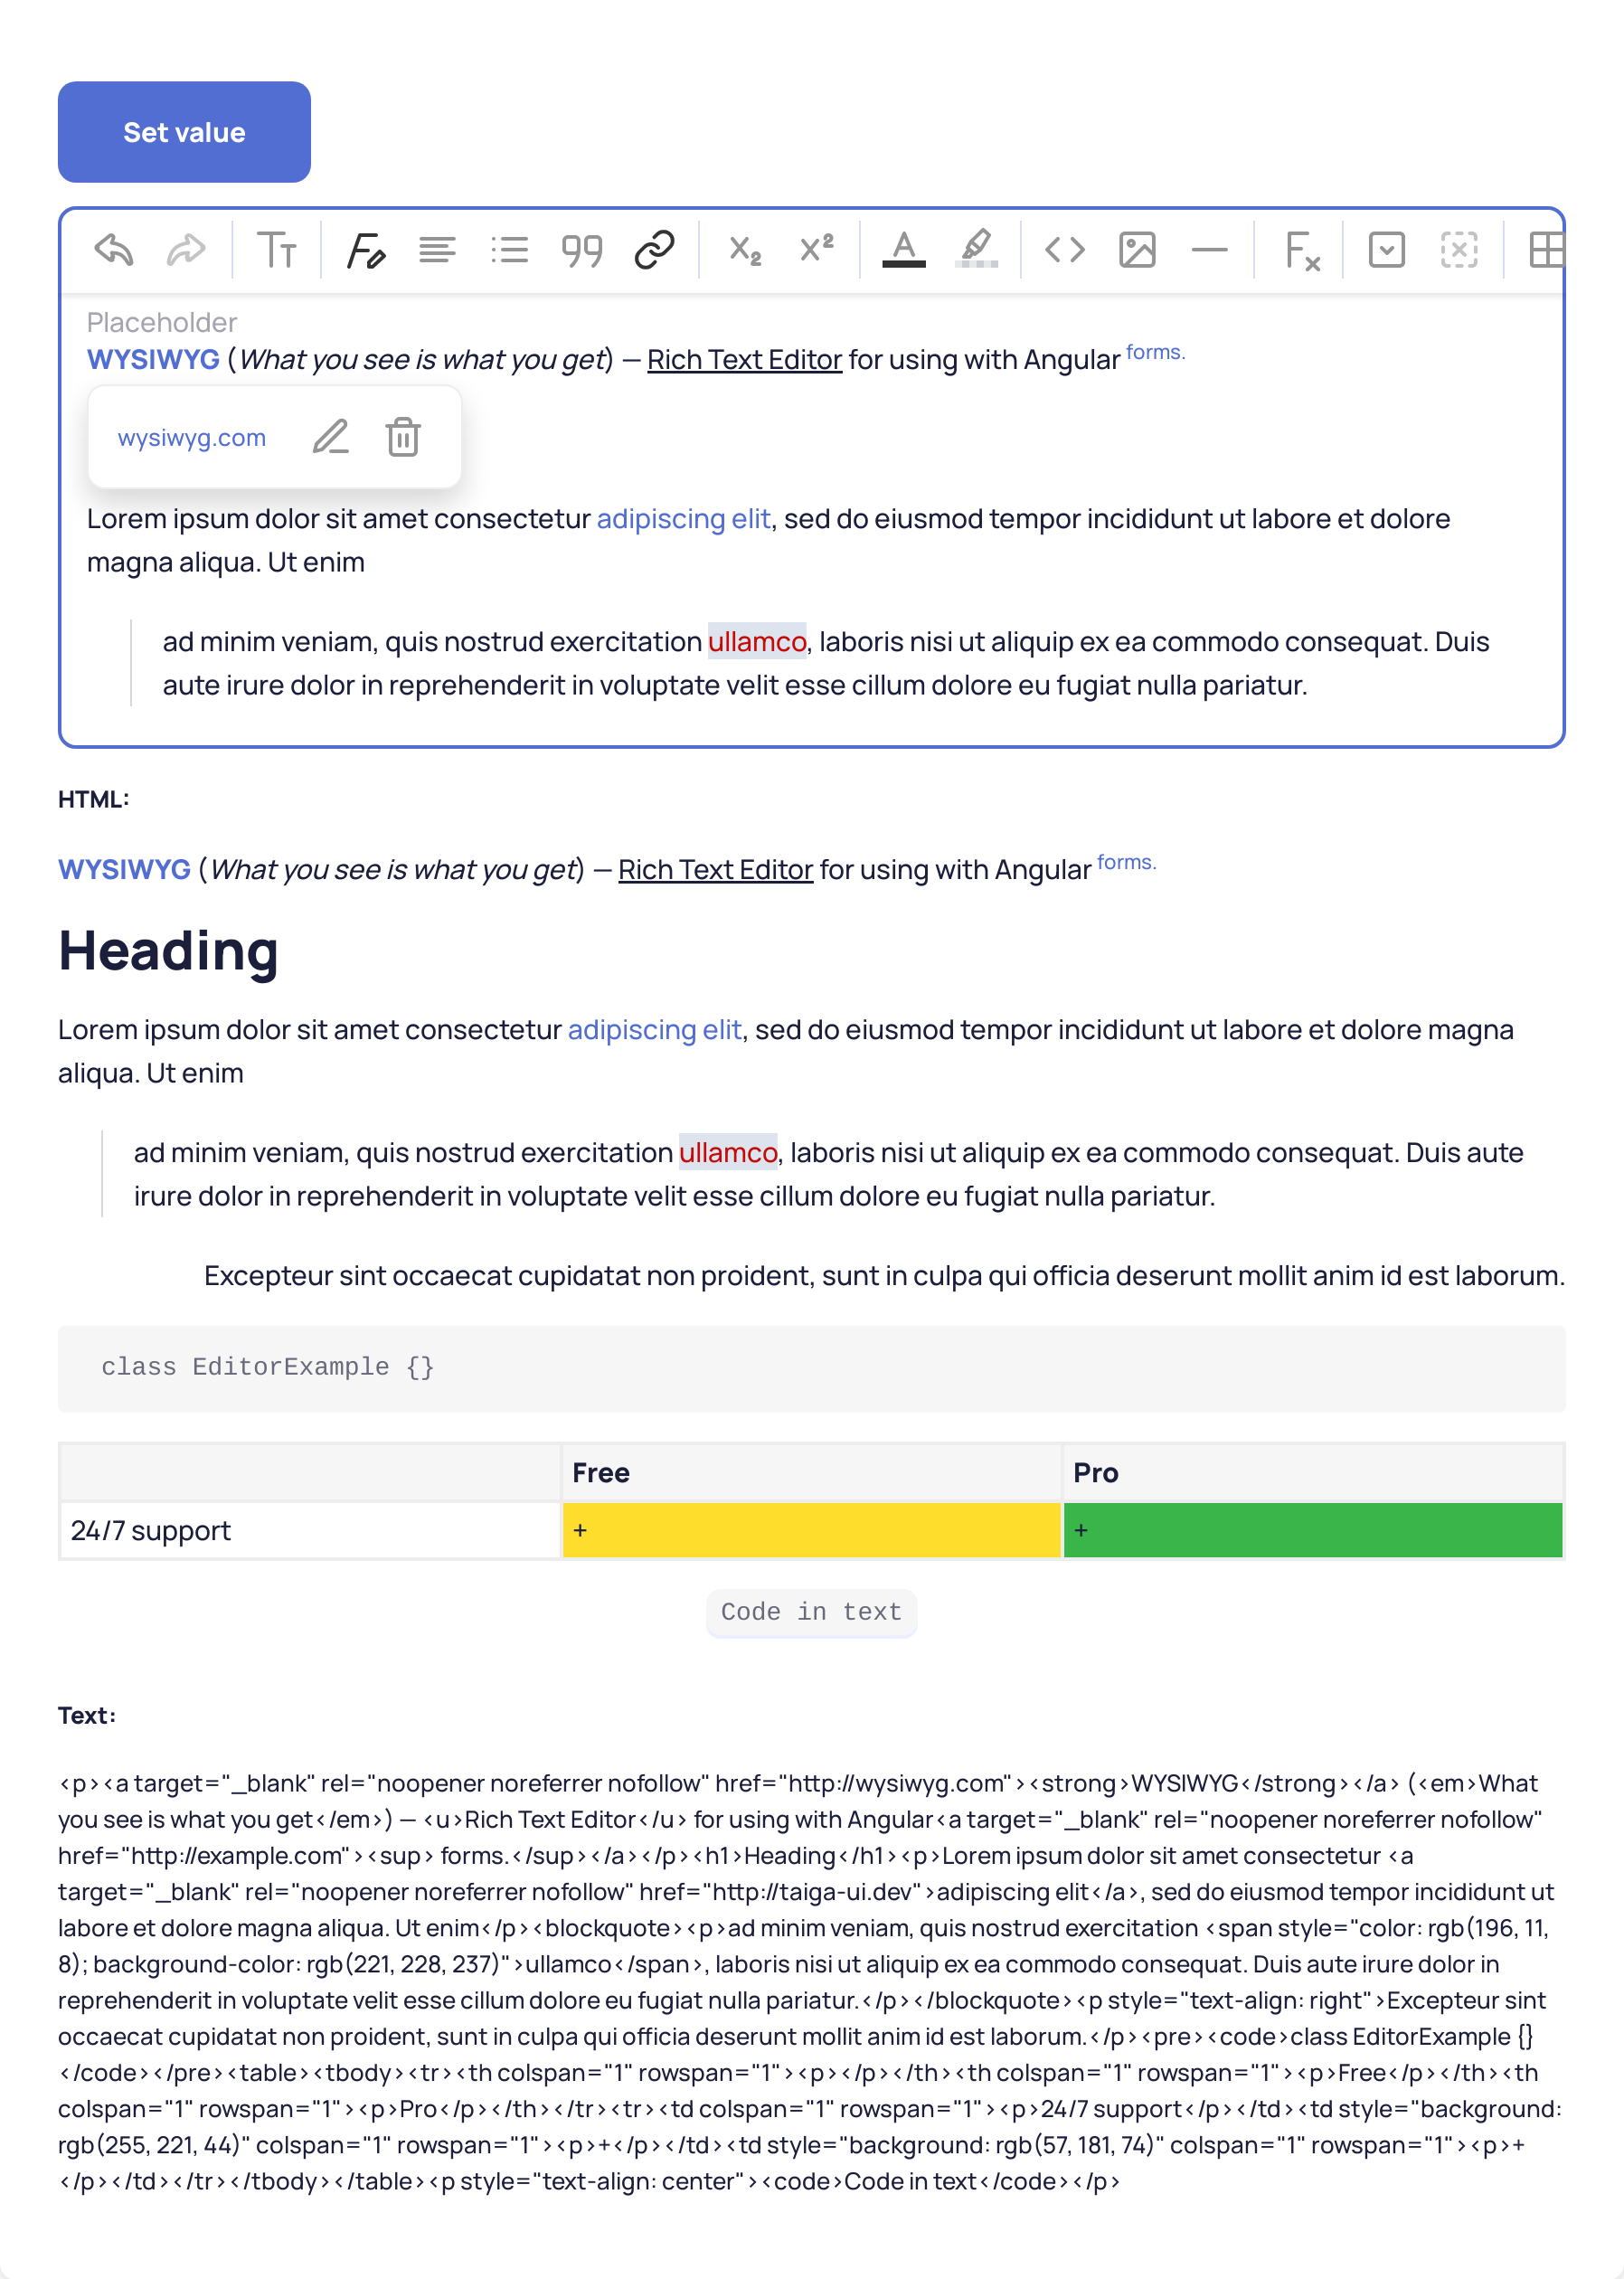 Set value
Placeholder
WYSIWYG (What you see is what you get) — Rich Text Editor for using with Angular forms.
wysiwyg.com
Lorem ipsum dolor sit amet consectetur adipiscing elit, sed do eiusmod tempor incididunt ut labore et dolore
magna aliqua. Ut enim
ad minim veniam, quis nostrud exercitation ullamco, laboris nisi ut aliquip ex ea commodo consequat. Duis
aute irure dolor in reprehenderit in voluptate velit esse cillum dolore eu fugiat nulla pariatur.
HTML:
WYSIWYG (What you see is what you get) — Rich Text Editor for using with Angular forms.
Heading
Lorem ipsum dolor sit amet consectetur adipiscing elit, sed do eiusmod tempor incididunt ut labore et dolore magna
aliqua. Ut enim
ad minim veniam, quis nostrud exercitation ullamco, laboris nisi ut aliquip ex ea commodo consequat. Duis aute
irure dolor in reprehenderit in voluptate velit esse cillum dolore eu fugiat nulla pariatur.
Excepteur sint occaecat cupidatat non proident, sunt in culpa qui officia deserunt mollit anim id est laborum.
class EditorExample {}
Free Pro
24/7 support + +
Code in text
Text:
<p><a target="_blank" rel="noopener noreferrer nofollow" href="http://wysiwyg.com"><strong>WYSIWYG</strong></a> (<em>What
you see is what you get</em>) — <u>Rich Text Editor</u> for using with Angular<a target="_blank" rel="noopener noreferrer nofollow"
href="http://example.com"><sup> forms.</sup></a></p><h1>Heading</h1><p>Lorem ipsum dolor sit amet consectetur <a
target="_blank" rel="noopener noreferrer nofollow" href="http://taiga-ui.dev">adipiscing elit</a>, sed do eiusmod tempor incididunt ut
labore et dolore magna aliqua. Ut enim</p><blockquote><p>ad minim veniam, quis nostrud exercitation <span style="color: rgb(196, 11,
8); background-color: rgb(221, 228, 237)">ullamco</span>, laboris nisi ut aliquip ex ea commodo consequat. Duis aute irure dolor in
reprehenderit in voluptate velit esse cillum dolore eu fugiat nulla pariatur.</p></blockquote><p style="text-align: right">Excepteur sint
occaecat cupidatat non proident, sunt in culpa qui officia deserunt mollit anim id est laborum.</p><pre><code>class EditorExample {}
</code></pre><table><tbody><tr><th colspan="1" rowspan="1"><p></p></th><th colspan="1" rowspan="1"><p>Free</p></th><th
colspan="1" rowspan="1"><p>Pro</p></th></tr><tr><td colspan="1" rowspan="1"><p>24/7 support</p></td><td style="background:
rgb(255, 221, 44)" colspan="1" rowspan="1"><p>+</p></td><td style="background: rgb(57, 181, 74)" colspan="1" rowspan="1"><p>+
</p></td></tr></tbody></table><p style="text-align: center"><code>Code in text</code></p>